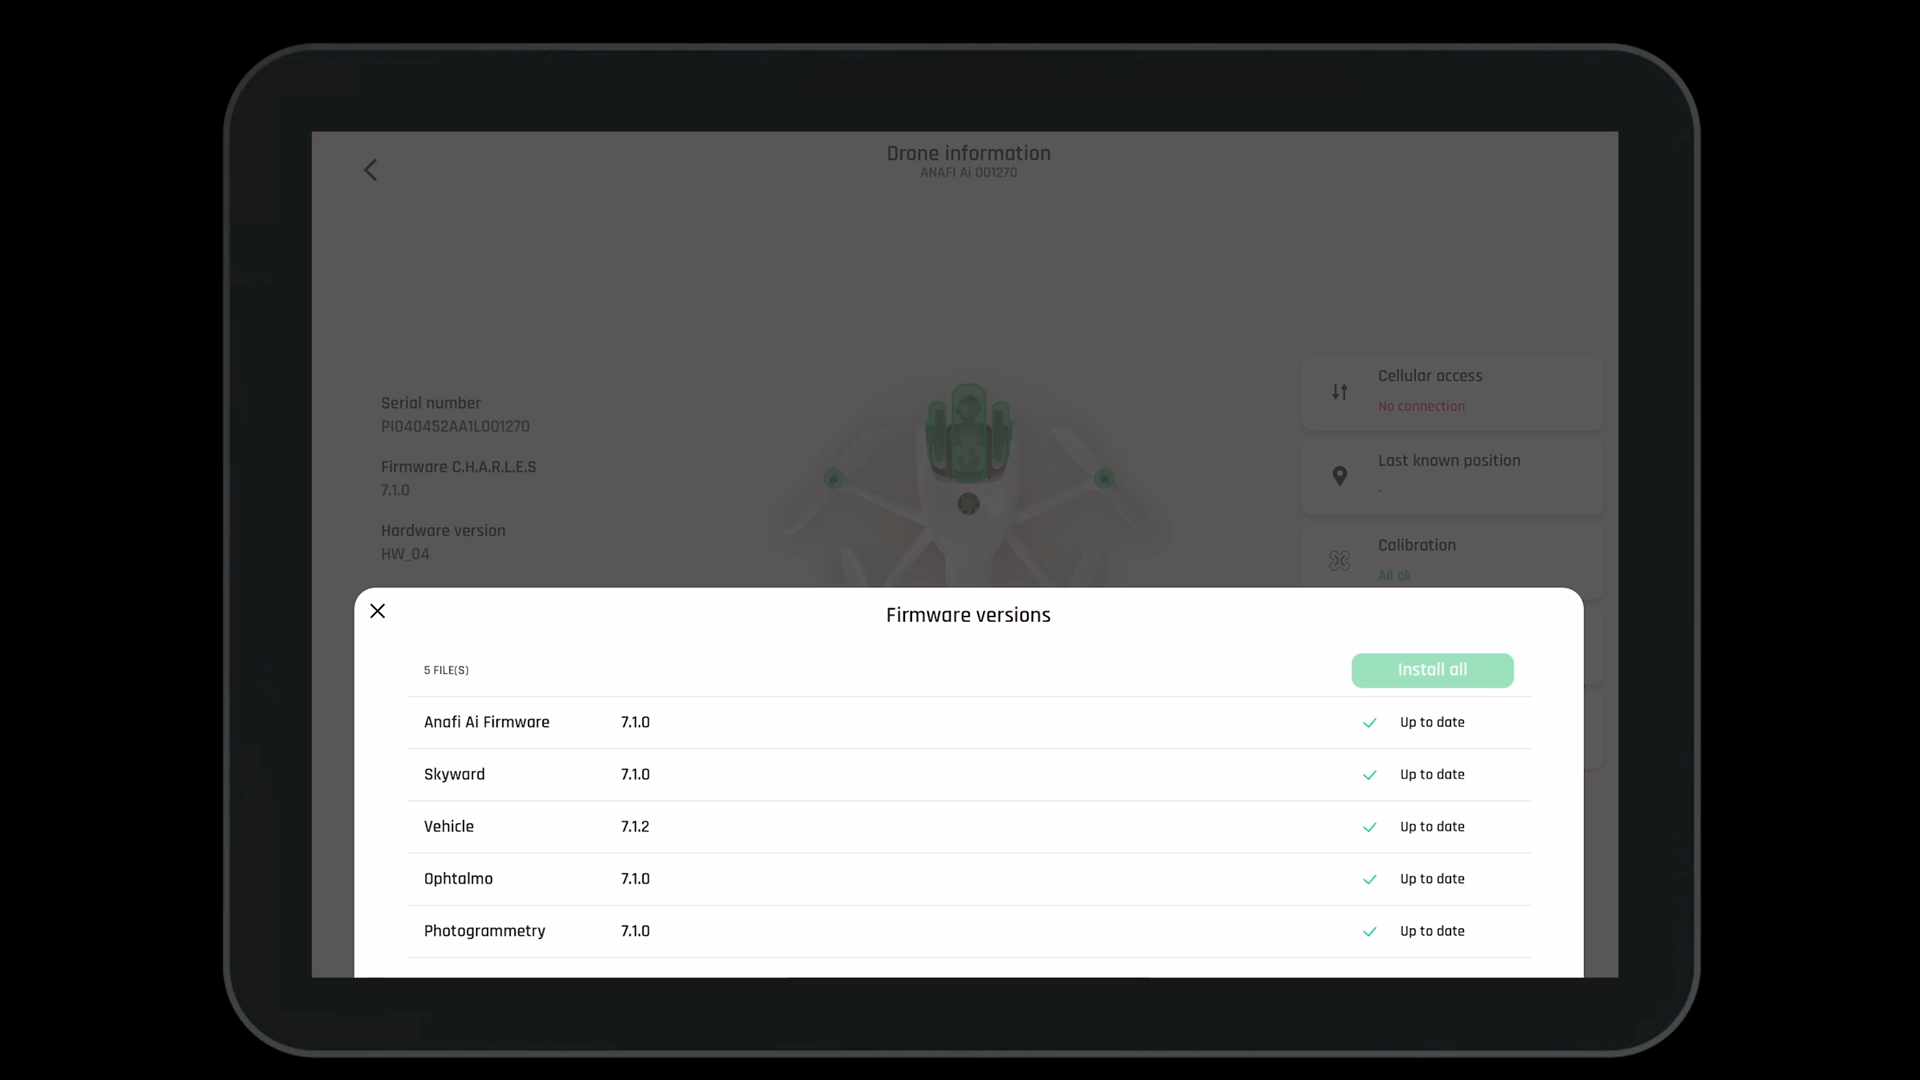 Drone information
ANAFI Ai 001270
Serial number
PI040452AA1L001270
Firmware C.H.A.R.L.E.S
7.1.0
Hardware version
HW_04
Cellular access
No connection
Last known position
-
Calibration
All ok
Firmware versions
5 FILE(S)
Install all
Anafi Ai Firmware 7.1.0 Up to date
Skyward 7.1.0 Up to date
Vehicle 7.1.2 Up to date
Ophtalmo 7.1.0 Up to date
Photogrammetry 7.1.0 Up to date